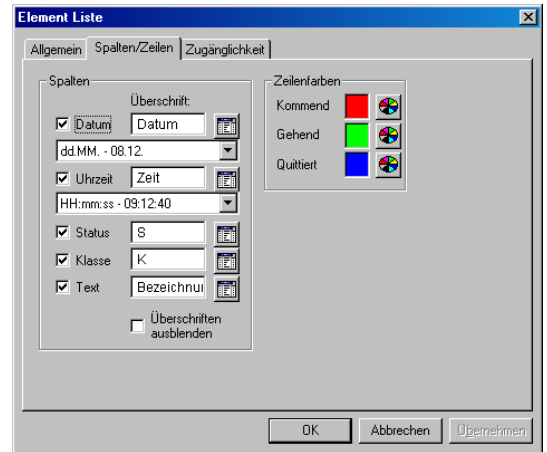 Element Liste
Allgemein Spalten/Zeilen Zugänglichkeit
Spalten
Überschrift:
Datum Datum
dd.MM. - 08.12.
Uhrzeit Zeit
HH:mm:ss - 09:12:40
Status S
Klasse K
Text Bezeichnu
Überschriften
ausblenden
Zeilenfarben
Kommend
Gehend
Quittiert
OK Abbrechen Übernehmen